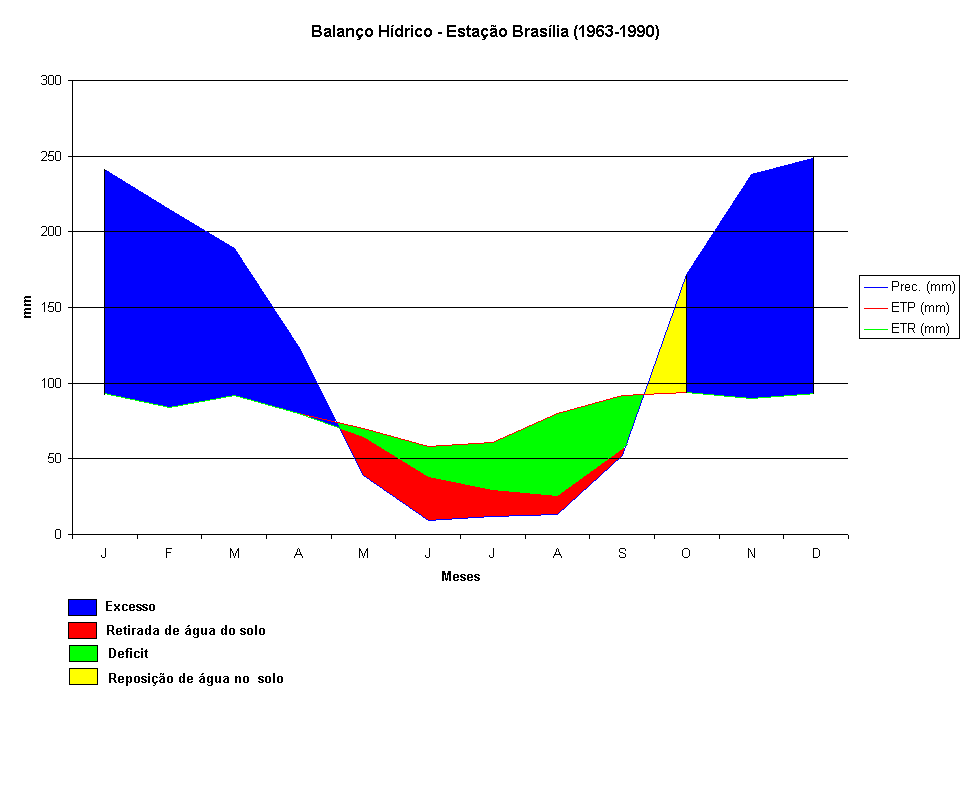 Balanço Hídrico - Estação Brasília (1963-1990)
300
250
200
150
100
50
0
mm
J F M A M J J A S O N D
Meses
Prec. (mm)
ETP (mm)
ETR (mm)
Excesso
Retirada de água do solo
Deficit
Reposição de água no solo